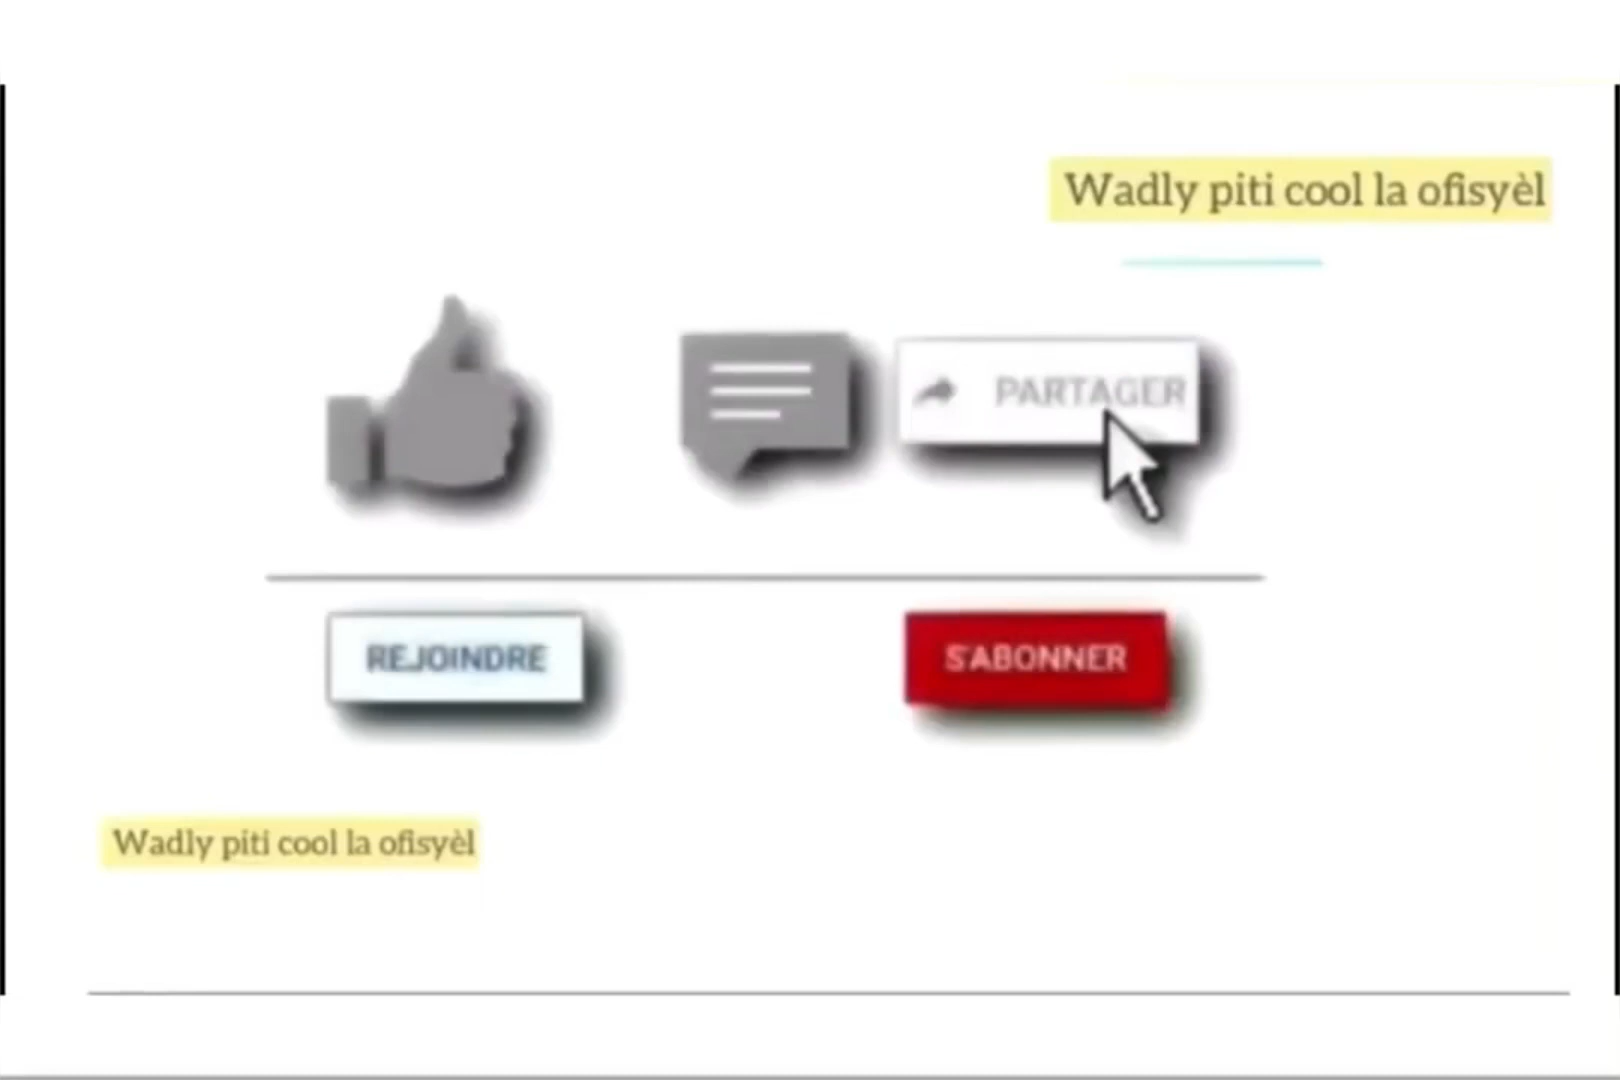 Wadly piti cool la ofisyèl
PARTAGER
REJOINDRE
S'ABONNER
Wadly piti cool la ofisyèl